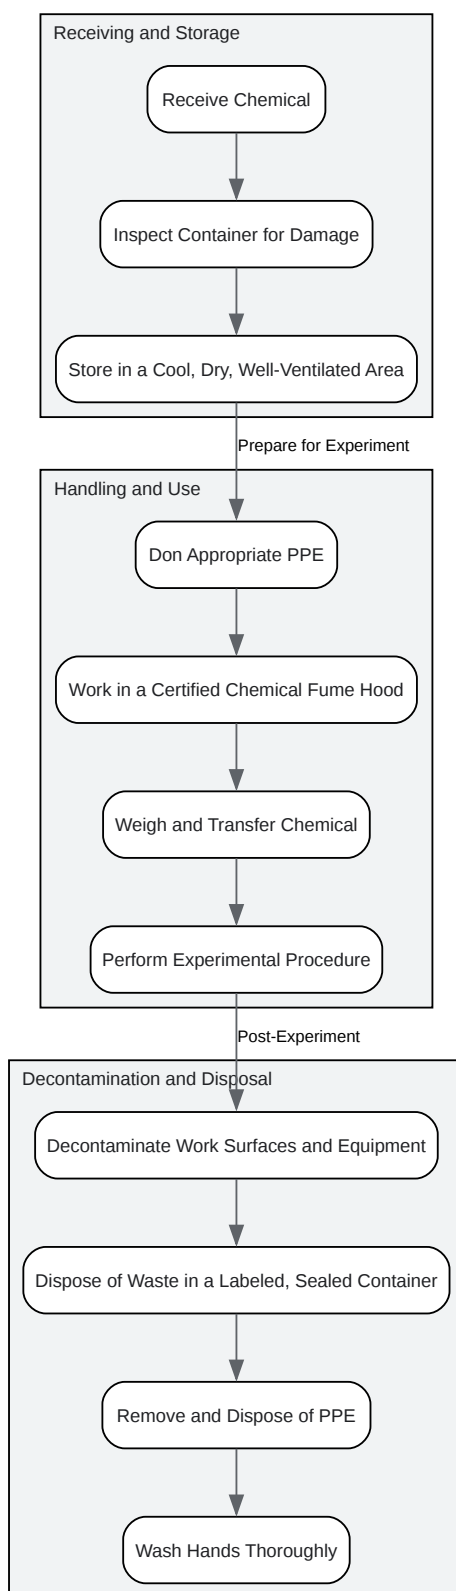 Receiving and Storage
Receive Chemical
Inspect Container for Damage
Store in a Cool, Dry, Well-Ventilated Area
Prepare for Experiment
Handling and Use
Don Appropriate PPE
Work in a Certified Chemical Fume Hood
Weigh and Transfer Chemical
Perform Experimental Procedure
Post-Experiment
Decontamination and Disposal
Decontaminate Work Surfaces and Equipment
Dispose of Waste in a Labeled, Sealed Container
Remove and Dispose of PPE
Wash Hands Thoroughly